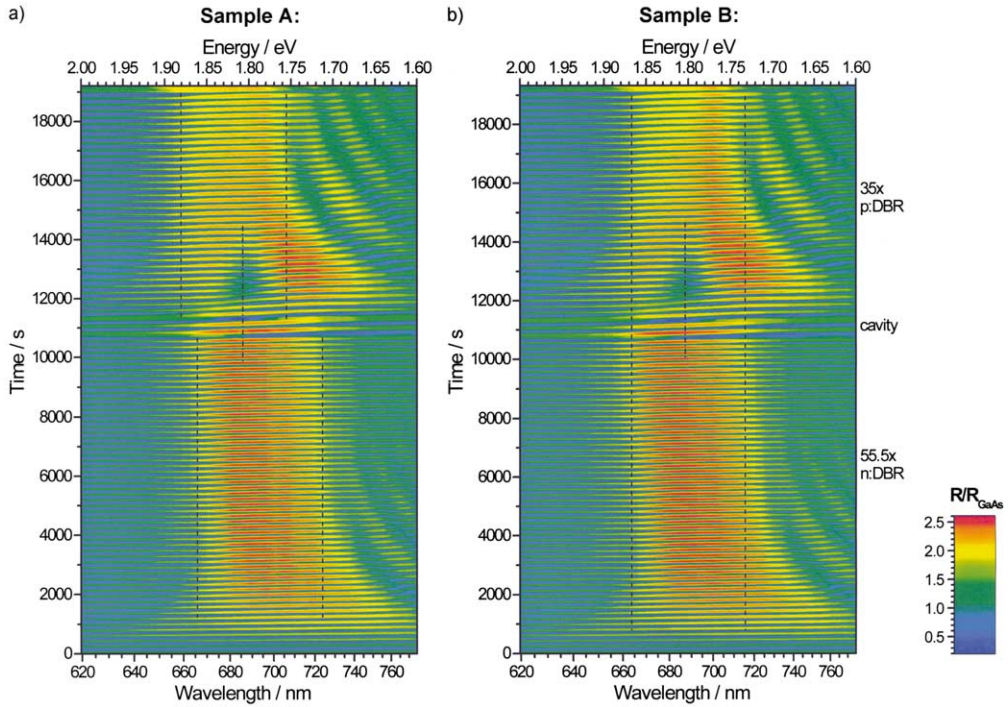 a)
Sample A:
Energy / eV
2.00 1.95 1.90 1.85 1.80 1.75 1.70 1.65 1.60
Time / s
18000
16000
14000
12000
10000
8000
6000
4000
2000
0
620 640 660 680 700 720 740 760
Wavelength / nm
b)
Sample B:
Energy / eV
2.00 1.95 1.90 1.85 1.80 1.75 1.70 1.65 1.60
Time / s
18000
16000
14000
12000
10000
8000
6000
4000
2000
0
620 640 660 680 700 720 740 760
Wavelength / nm
35x
p:DBR
cavity
55.5x
n:DBR
R/R_GaAs
2.5
2.0
1.5
1.0
0.5